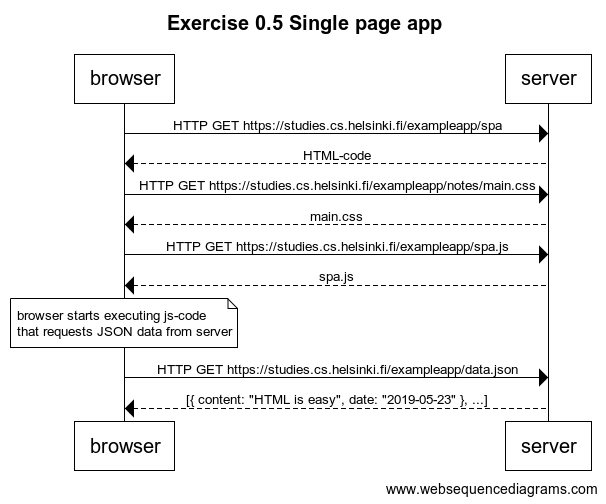 Exercise 0.5 Single page app
browser
server
HTTP GET https://studies.cs.helsinki.fi/exampleapp/spa
HTML-code
HTTP GET https://studies.cs.helsinki.fi/exampleapp/notes/main.css
main.css
HTTP GET https://studies.cs.helsinki.fi/exampleapp/spa.js
spa.js
browser starts executing js-code
that requests JSON data from server
HTTP GET https://studies.cs.helsinki.fi/exampleapp/data.json
[{ content: "HTML is easy", date: "2019-05-23" }, ...]
browser
server
www.websequencediagrams.com